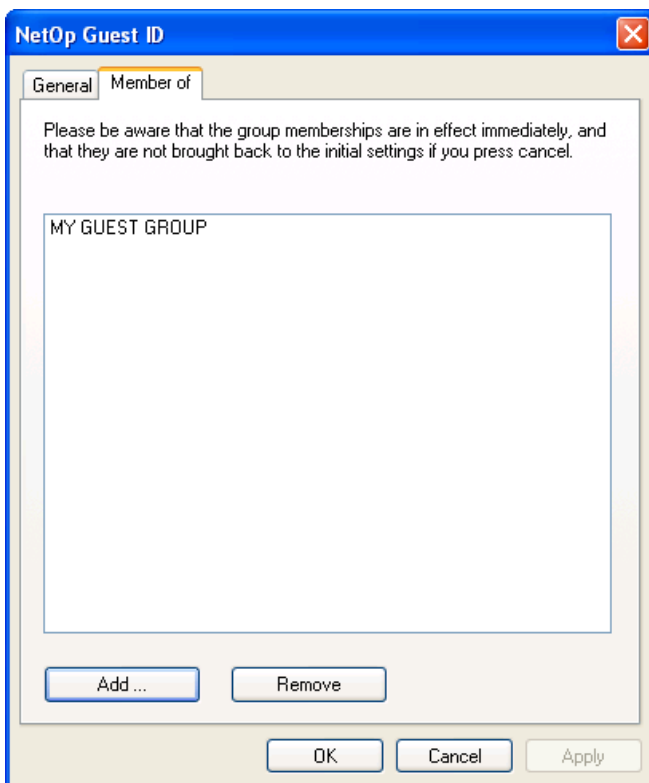 NetOp Guest ID
General Member of
Please be aware that the group memberships are in effect immediately, and
that they are not brought back to the initial settings if you press cancel.
MY GUEST GROUP
Add ... Remove
OK Cancel Apply